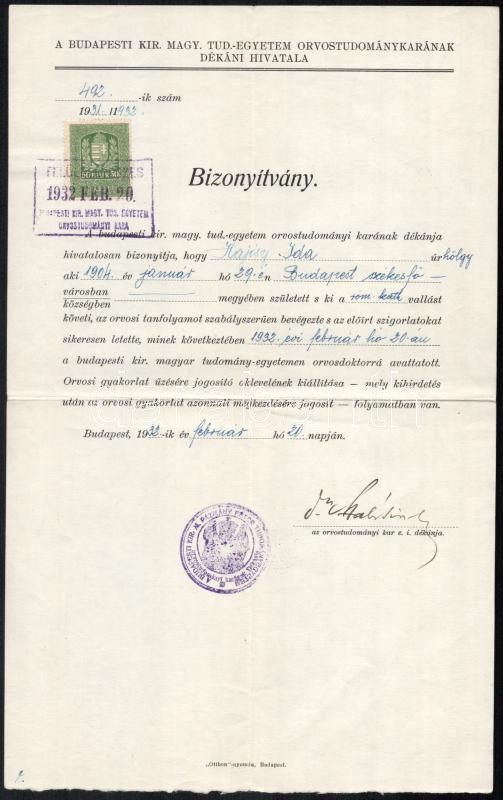 A BUDAPESTI KIR. MAGY. TUD.-EGYETEM ORVOSTUDOMÁNYKARÁNAK
DÉKÁNI HIVATALA
492. -ik szám
1931./1932
50 FILLÉR 50
1932 FEB. 20.
BUDAPESTI KIR. MAGY. TUD. EGYETEM
ORVOSTUDOMÁNYI KARA
Bizonyítvány.
A budapesti kir. magy. tud.-egyetem orvostudományi karának dékánja
hivatalosan bizonyítja, hogy Hajósy Ida úrhölgy
aki 1904 év január hó 29-én Budapest székesfő-
városban megyében született s ki a róm. kath. vallást
községben
követi, az orvosi tanfolyamot szabályszerűen bevégezte s az előírt szigorlatokat
sikeresen letette, minek következtében 1932. évi február hó 20-án
a budapesti kir. magyar tudomány-egyetemen orvosdoktorrá avattatott.
Orvosi gyakorlat űzésére jogosító oklevelének kiállítása — mely kihirdetés
után az orvosi gyakorlat azonnali megkezdésére jogosít — folyamatban van.
Budapest, 1932-ik év február hó 20. napján.
az orvostudományi kar e. i. dékánja.
„Otthon"-nyomda, Budapest.